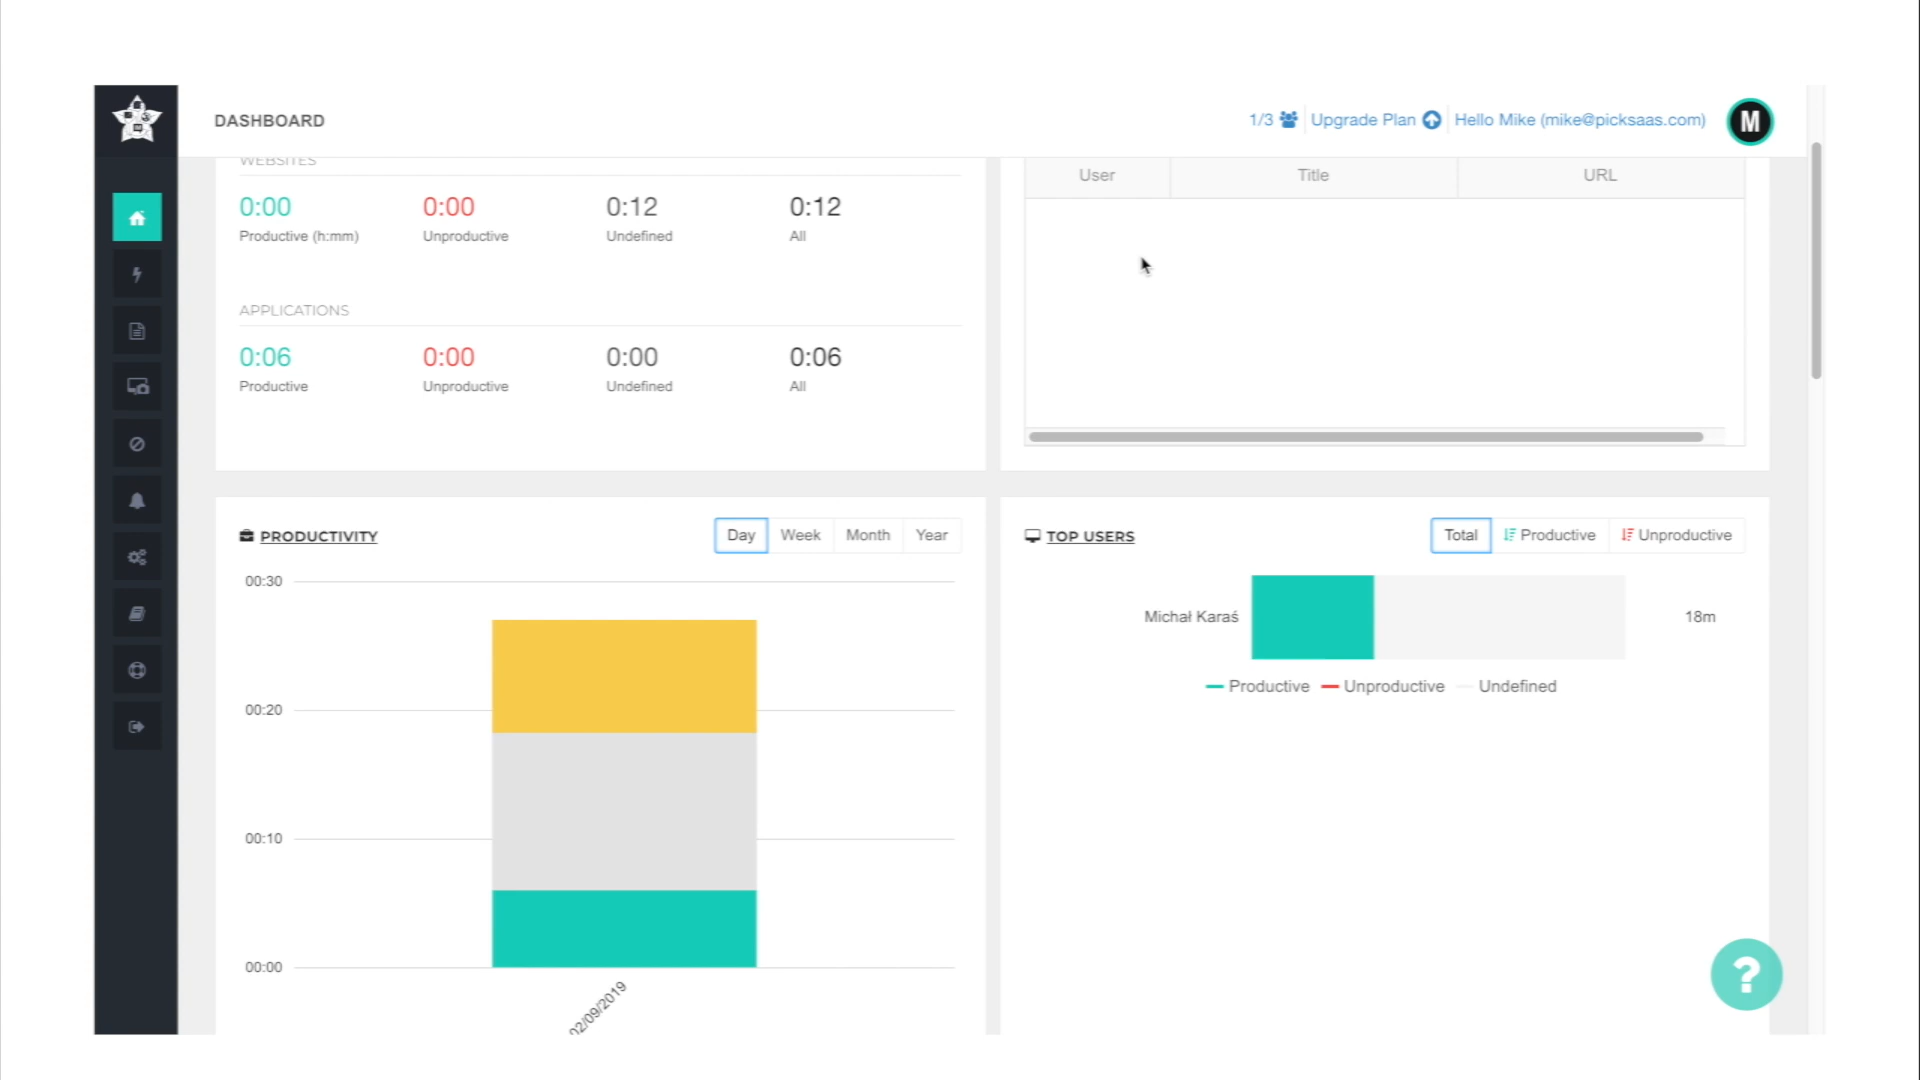 DASHBOARD
1/3 Upgrade Plan Hello Mike (mike@picksaas.com) M
WEBSITES
0:00 0:00 0:12 0:12
Productive (h:mm) Unproductive Undefined All
APPLICATIONS
0:06 0:00 0:00 0:06
Productive Unproductive Undefined All
User Title URL
PRODUCTIVITY Day Week Month Year
00:30
00:20
00:10
00:00
02/09/2019
TOP USERS Total Productive Unproductive
Michał Karaś 18m
Productive Unproductive Undefined
?